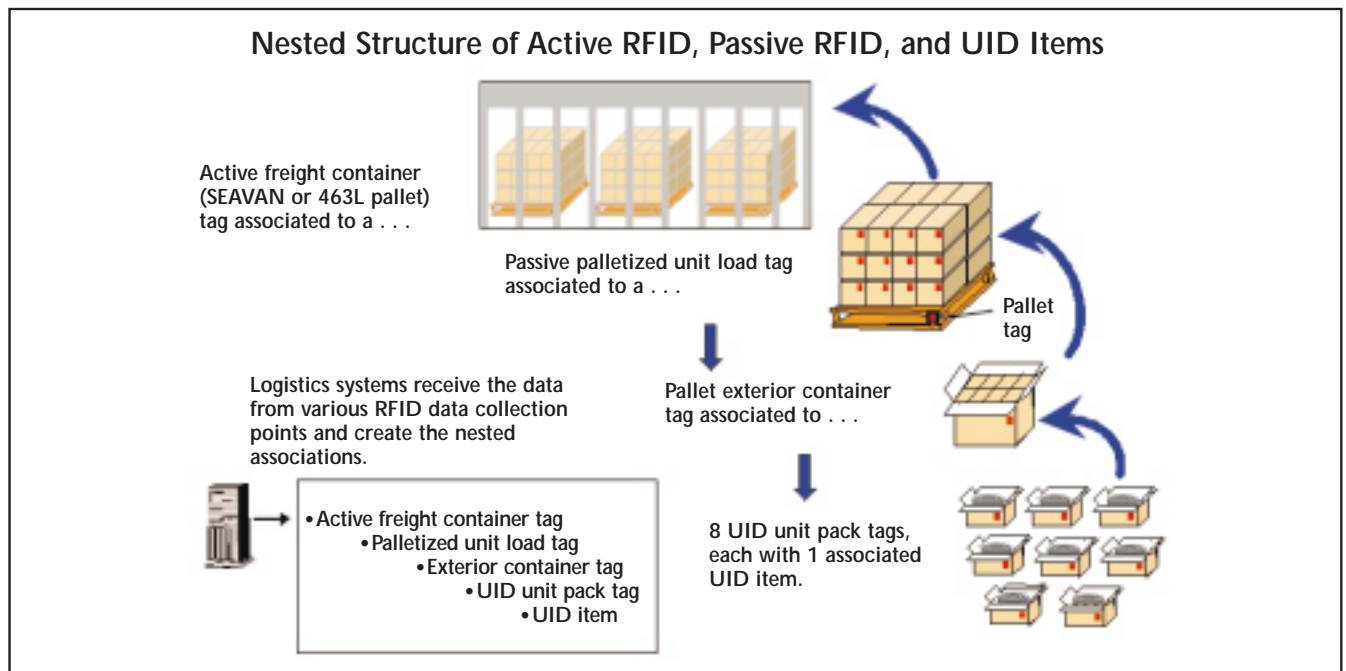 Nested Structure of Active RFID, Passive RFID, and UID Items
Active freight container
(SEAVAN or 463L pallet)
tag associated to a . . .
Passive palletized unit load tag
associated to a . . .
Pallet
tag
Pallet exterior container
tag associated to . . .
Logistics systems receive the data
from various RFID data collection
points and create the nested
associations.
•Active freight container tag
•Palletized unit load tag
•Exterior container tag
•UID unit pack tag
•UID item
8 UID unit pack tags,
each with 1 associated
UID item.